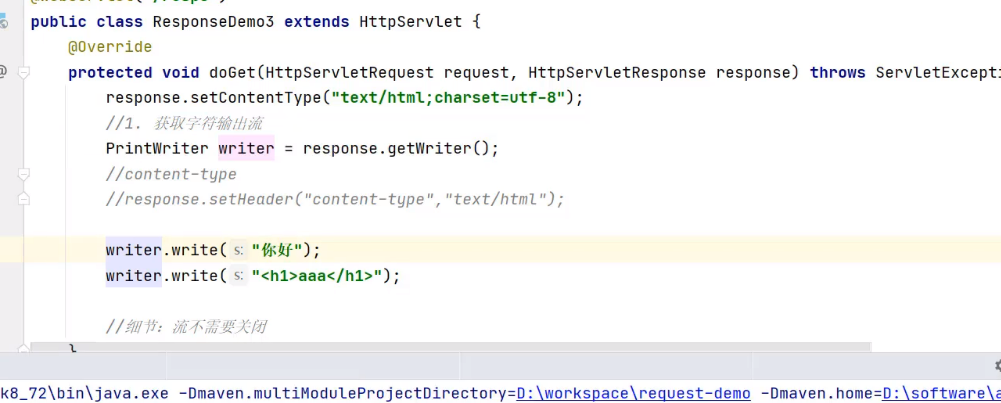 public class ResponseDemo3 extends HttpServlet {
@Override
protected void doGet(HttpServletRequest request, HttpServletResponse response) throws ServletException
response.setContentType("text/html;charset=utf-8");
//1. 获取字符输出流
PrintWriter writer = response.getWriter();
//content-type
//response.setHeader("content-type","text/html");
writer.write( s: "你好");
writer.write( s: "<h1>aaa</h1>");
//细节：流不需要关闭
}
k8_72\bin\java.exe -Dmaven.multiModuleProjectDirectory=D:\workspace\request-demo -Dmaven.home=D:\software\a